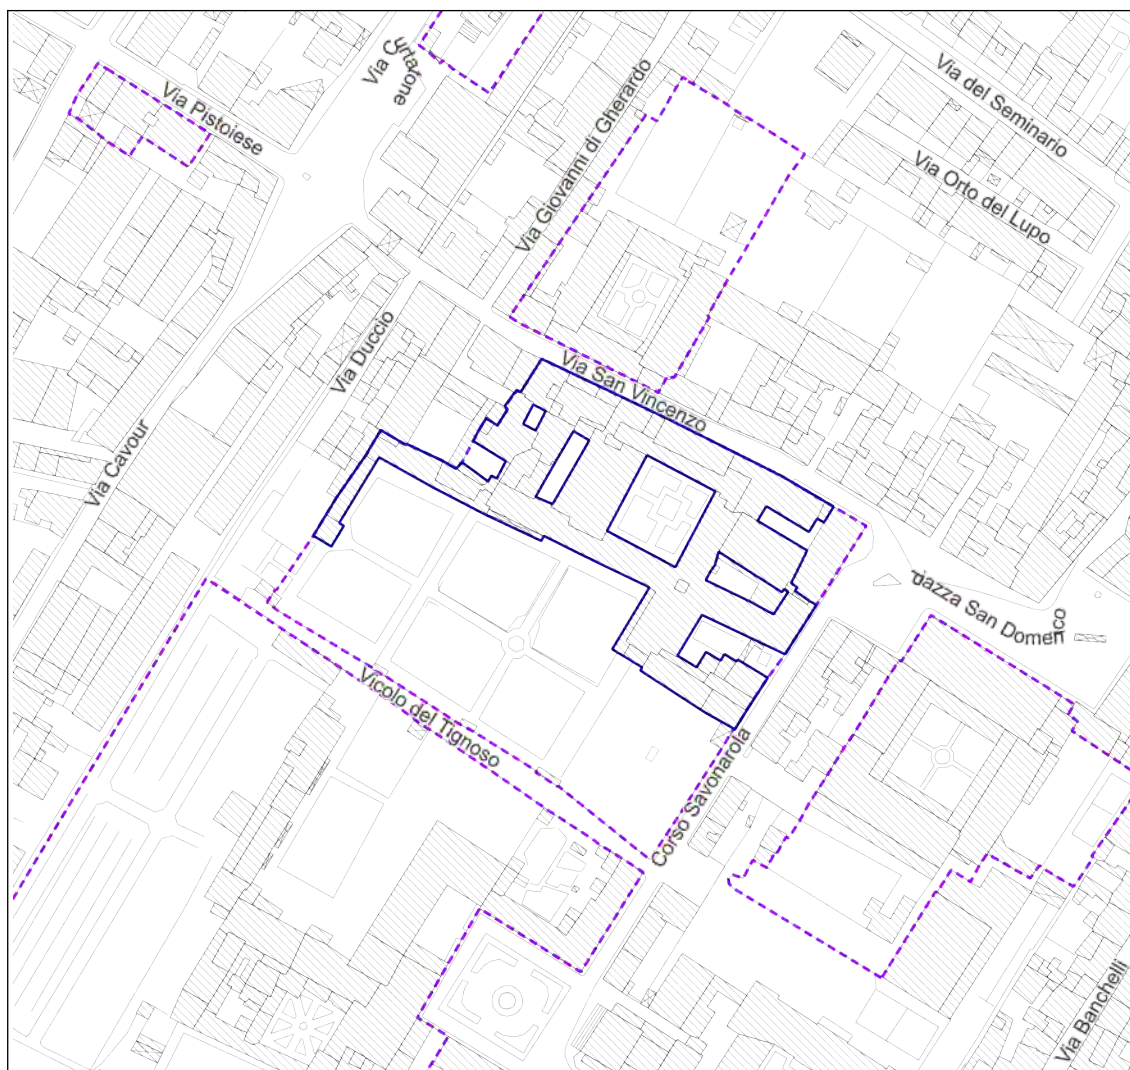 Via Curtatone
Via del Seminario
Via Pistoiese
Via Giovanni di Gherardo
Via Orto del Lupo
Via Duccio
Via San Vincenzo
Via Cavour
Piazza San Domenico
Vicolo del Tignoso
Corso Savonarola
Via Banchelli